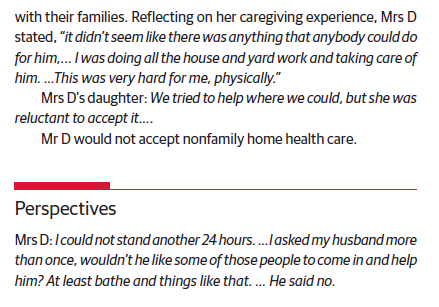 with their families. Reflecting on her caregiving experience, Mrs D
stated, “it didn’t seem like there was anything that anybody could do
for him,... I was doing all the house and yard work and taking care of
him. ...This was very hard for me, physically.”
Mrs D’s daughter: We tried to help where we could, but she was
reluctant to accept it....
Mr D would not accept nonfamily home health care.
Perspectives
Mrs D: I could not stand another 24 hours. ...I asked my husband more
than once, wouldn’t he like some of those people to come in and help
him? At least bathe and things like that. ... He said no.